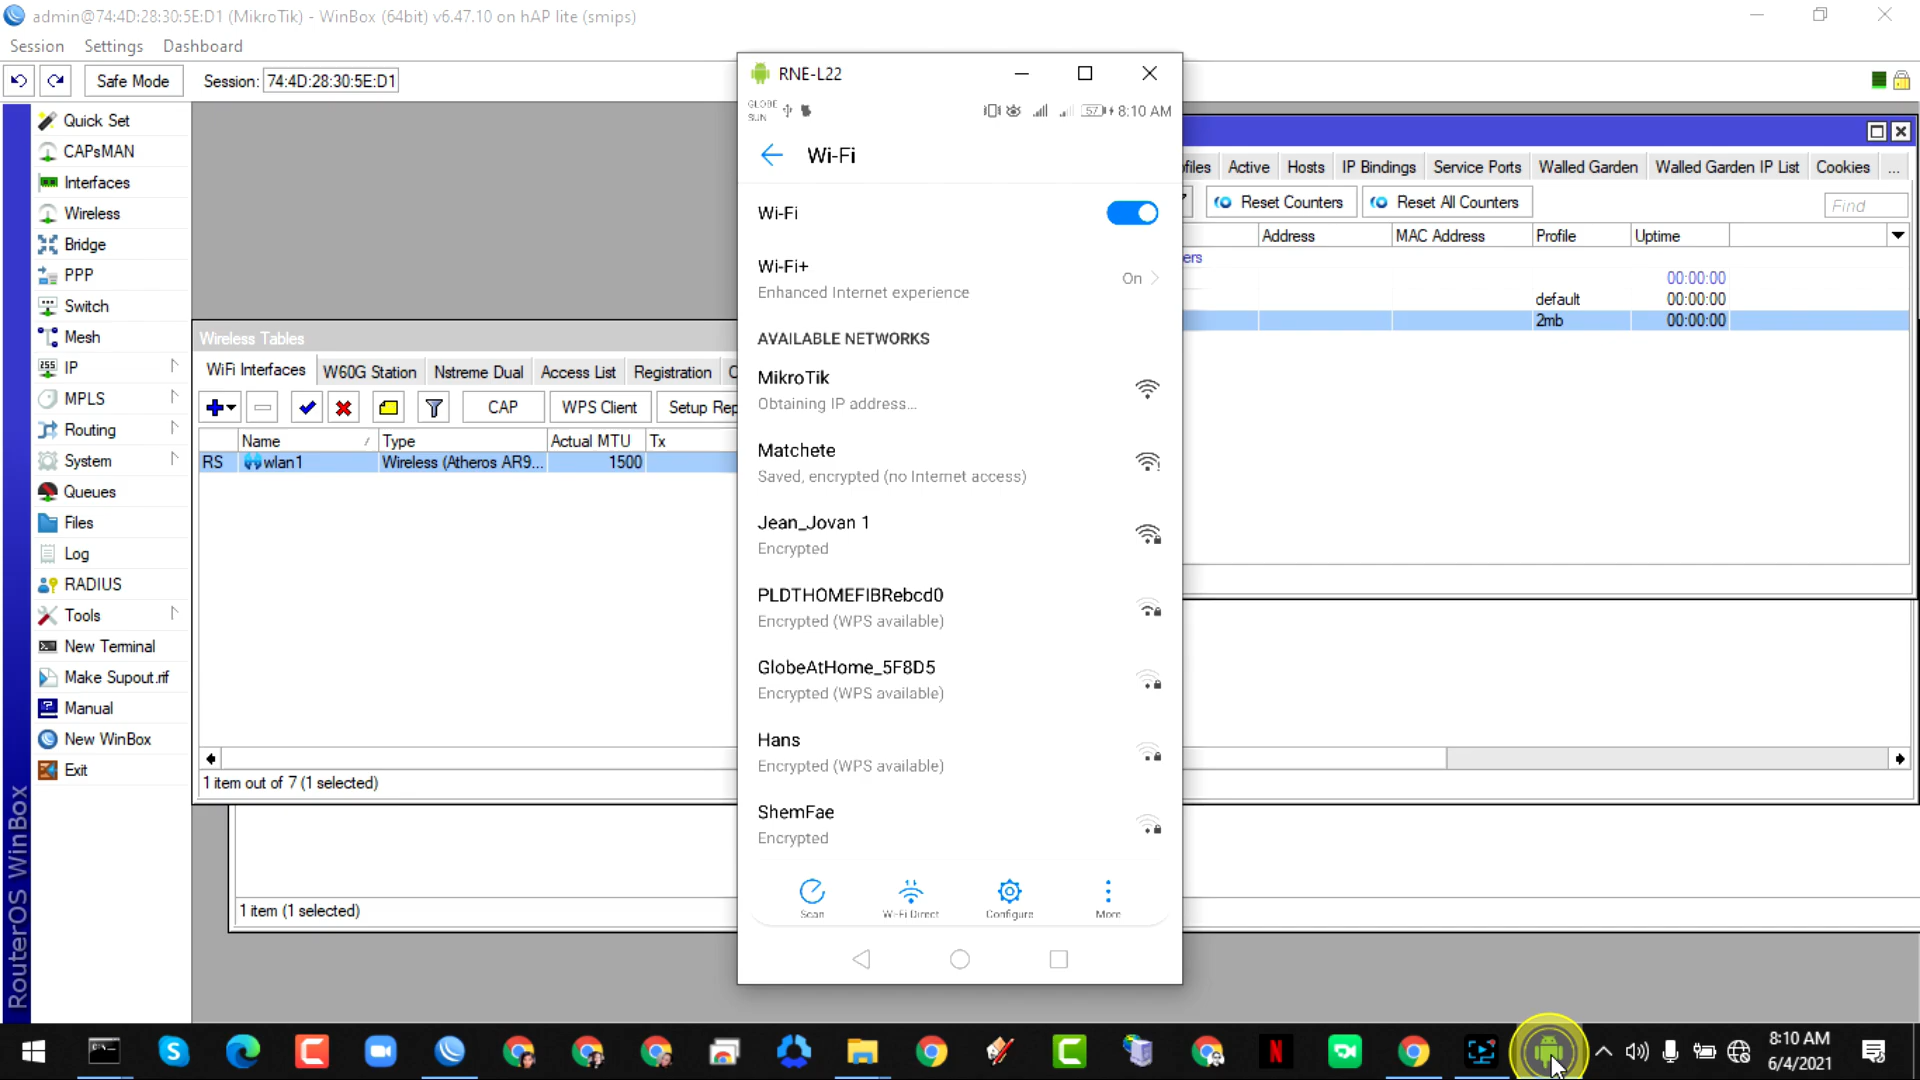 admin@74:4D:28:30:5E:D1 (MikroTik) - WinBox (64bit) v6.47.10 on hAP lite (smips)
Session Settings Dashboard
Safe Mode Session: 74:4D:28:30:5E:D1
Quick Set
CAPsMAN
Interfaces
Wireless
Bridge
PPP
Switch
Mesh
IP
MPLS
Routing
System
Queues
Files
Log
RADIUS
Tools
New Terminal
Make Supout.rif
Manual
New WinBox
Exit
RouterOS WinBox
Wireless Tables
WiFi Interfaces W60G Station Nstreme Dual Access List Registration C
CAP WPS Client Setup Rep
Name / Type Actual MTU Tx
RS wlan1 Wireless (Atheros AR9... 1500
1 item out of 7 (1 selected)
1 item (1 selected)
RNE-L22
GLOBE
SUN
57 8:10 AM
Wi-Fi
Wi-Fi
Wi-Fi+
Enhanced Internet experience
On
AVAILABLE NETWORKS
MikroTik
Obtaining IP address...
Matchete
Saved, encrypted (no Internet access)
Jean_Jovan 1
Encrypted
PLDTHOMEFIBRebcd0
Encrypted (WPS available)
GlobeAtHome_5F8D5
Encrypted (WPS available)
Hans
Encrypted (WPS available)
ShemFae
Encrypted
Scan Wi-Fi Direct Configure More
files Active Hosts IP Bindings Service Ports Walled Garden Walled Garden IP List Cookies ...
Reset Counters Reset All Counters Find
Address MAC Address Profile Uptime
ers
00:00:00
default 00:00:00
2mb 00:00:00
8:10 AM
6/4/2021